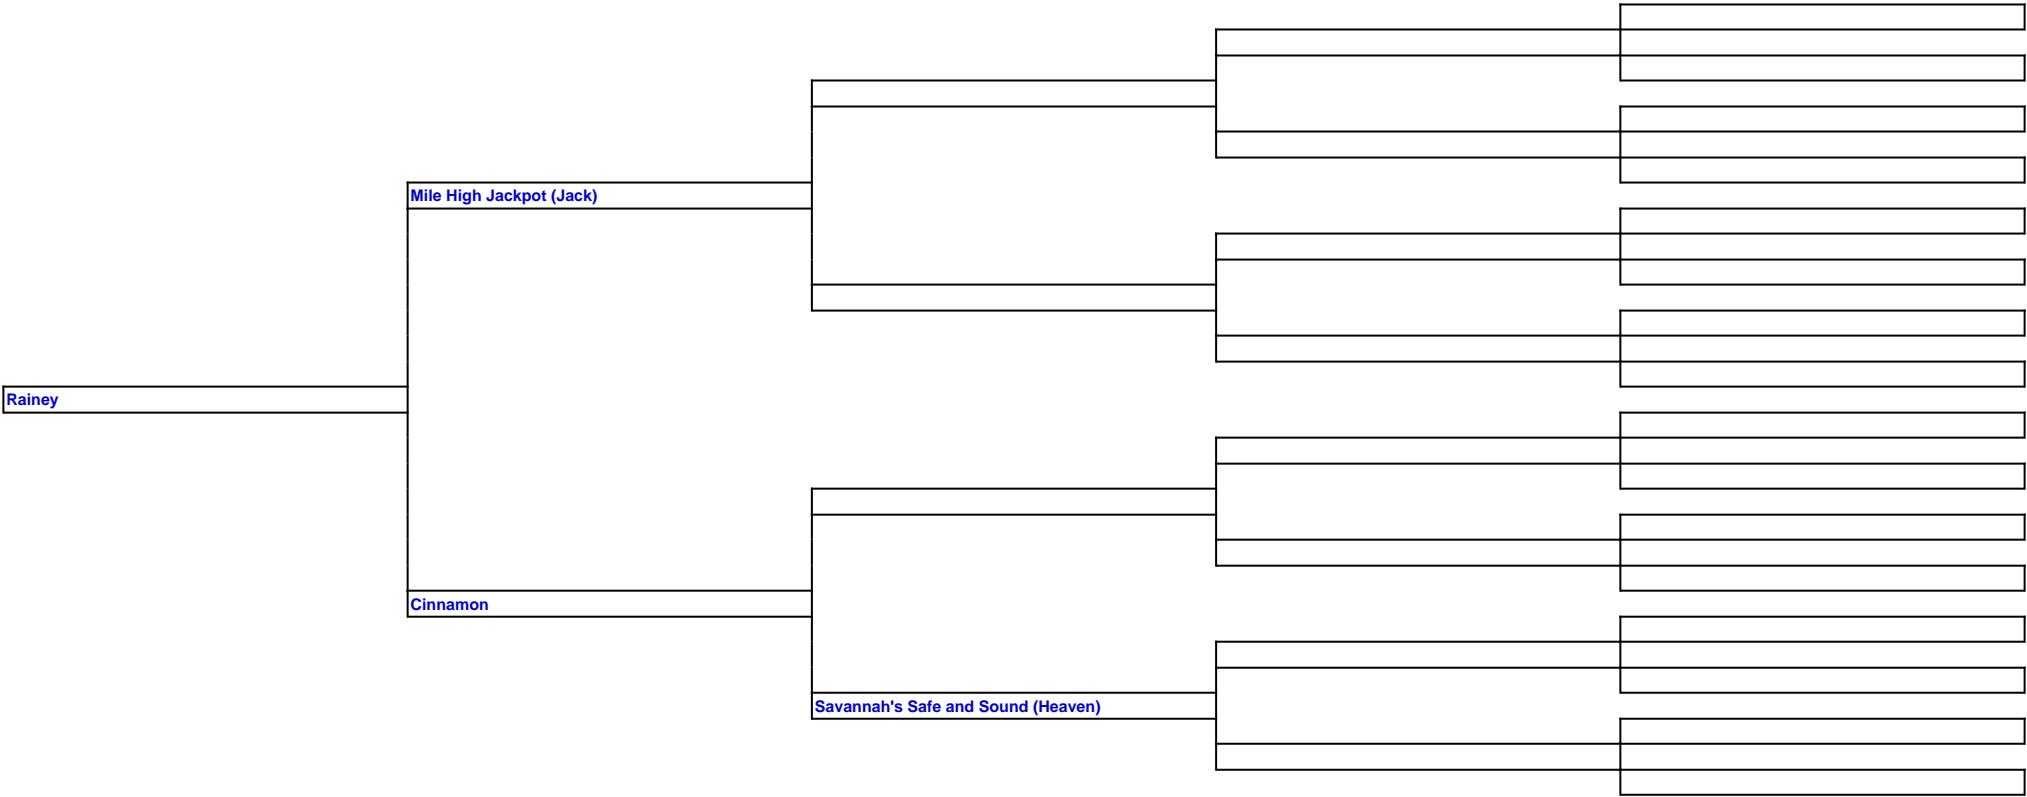 Mile High Jackpot (Jack)
Rainey
Cinnamon
Savannah's Safe and Sound (Heaven)